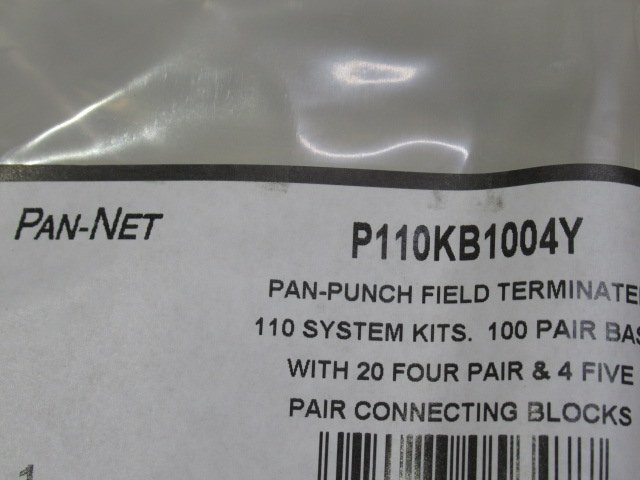 PAN-NET
P110KB1004Y
PAN-PUNCH FIELD TERMINATE
110 SYSTEM KITS. 100 PAIR BAS
WITH 20 FOUR PAIR & 4 FIVE
PAIR CONNECTING BLOCKS
1